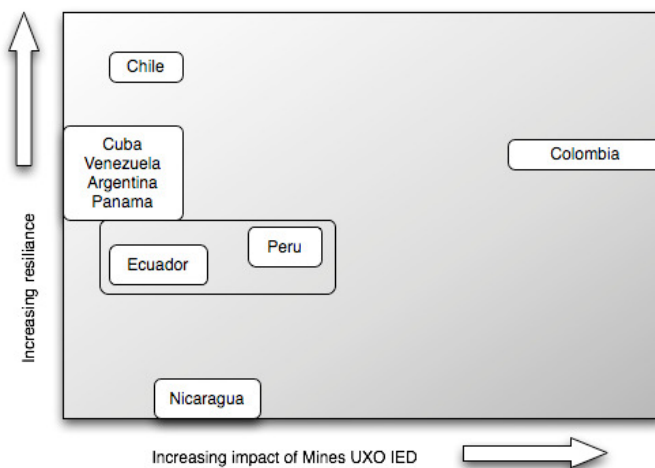 Chile
Cuba
Venezuela
Argentina
Panama
Colombia
Peru
Ecuador
Nicaragua
Increasing resiliance
Increasing impact of Mines UXO IED